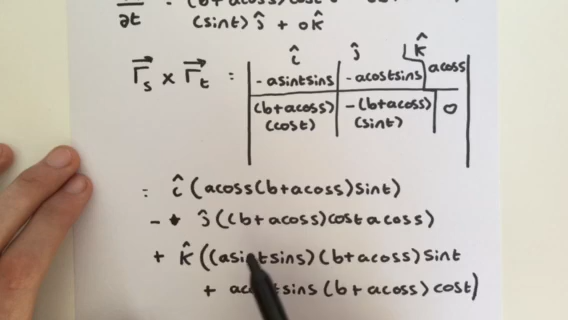 ∂t = (b+acoss)cost
(sint) ĵ + 0k̂
î ĵ k̂
r⃗s × r⃗t = -asintsins -acostsins acoss
(b+acoss) (cost) -(b+acoss) (sint) 0
= î (acoss(b+acoss)sint)
- ĵ ((b+acoss)costacoss)
+ k̂ ((asintsins)(b+acoss)sint
+ acostsins (b+acoss) cost)